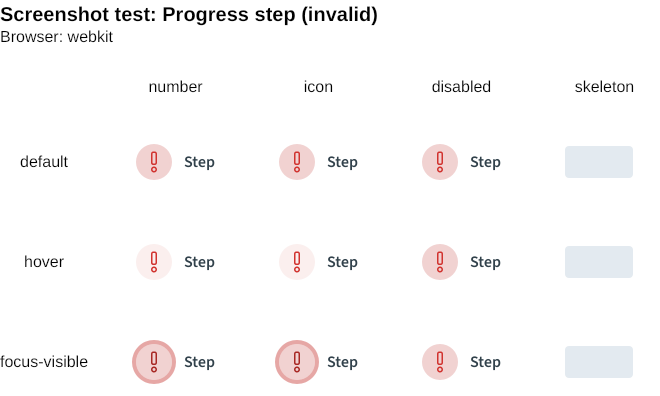 Screenshot test: Progress step (invalid)
Browser: webkit
number icon disabled skeleton
default Step Step Step
hover Step Step Step
focus-visible Step Step Step